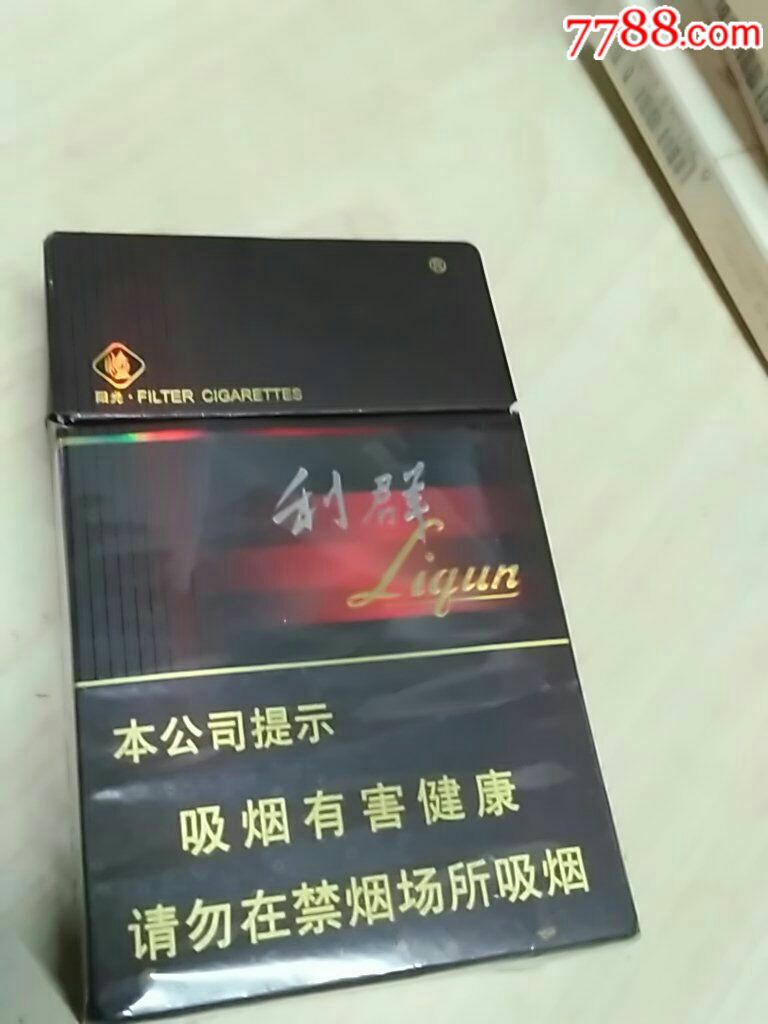 7788.com
®
阳光·FILTER CIGARETTES
利群
Liqun
本公司提示
吸烟有害健康
请勿在禁烟场所吸烟